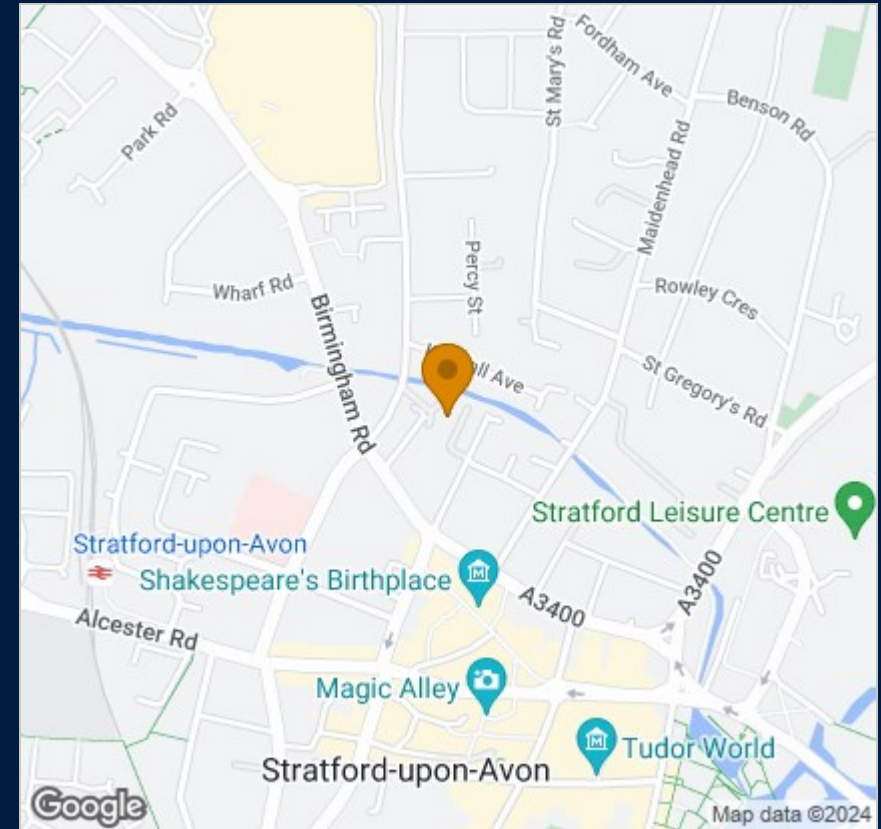 Fordham Ave
St Mary's Rd
Benson Rd
Park Rd
Maidenhead Rd
Percy St
Wharf Rd
Rowley Cres
Birmingham Rd
Ave
St Gregory's Rd
Stratford Leisure Centre
Stratford-upon-Avon
Shakespeare's Birthplace
A3400
A3400
Alcester Rd
Magic Alley
Tudor World
Stratford-upon-Avon
Google
Map data ©2024